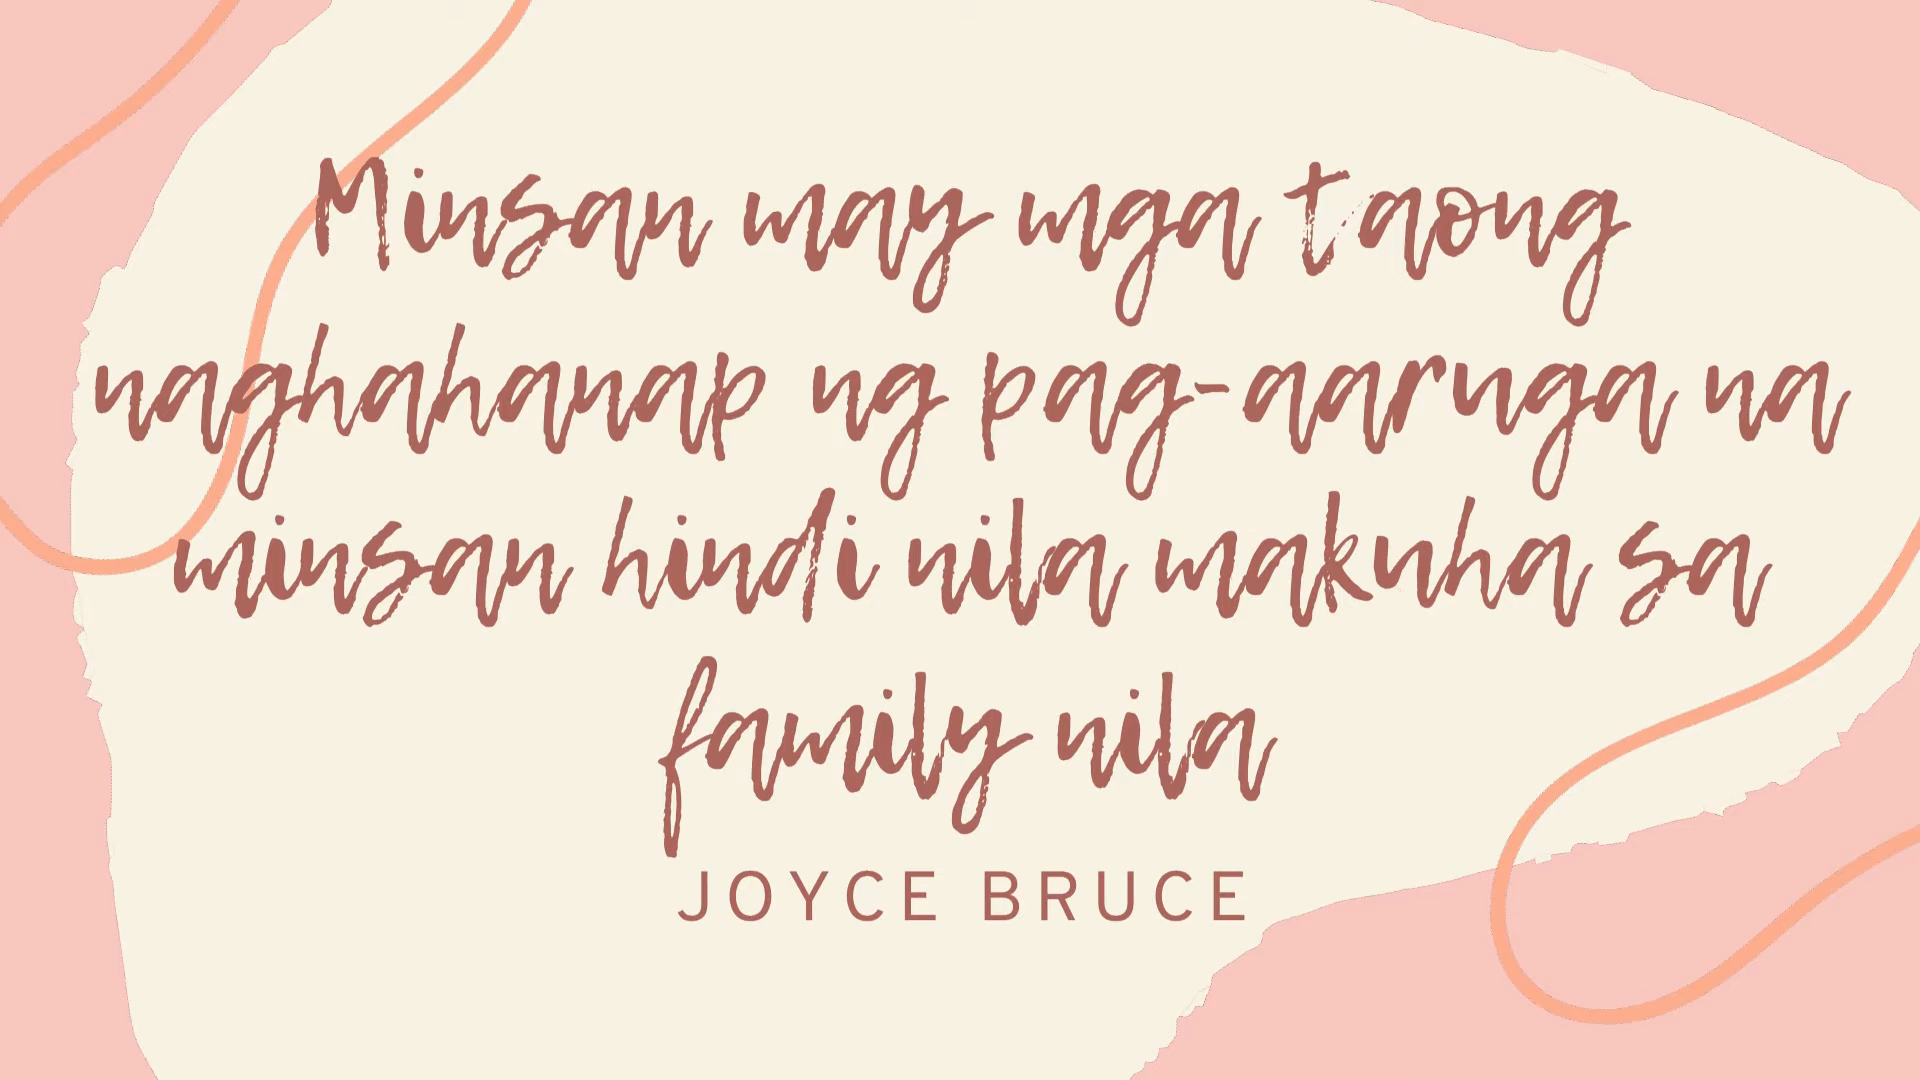 Minsan may mga taong
naghahanap ng pag-aaruga na
minsan hindi nila makuha sa
family nila
JOYCE BRUCE